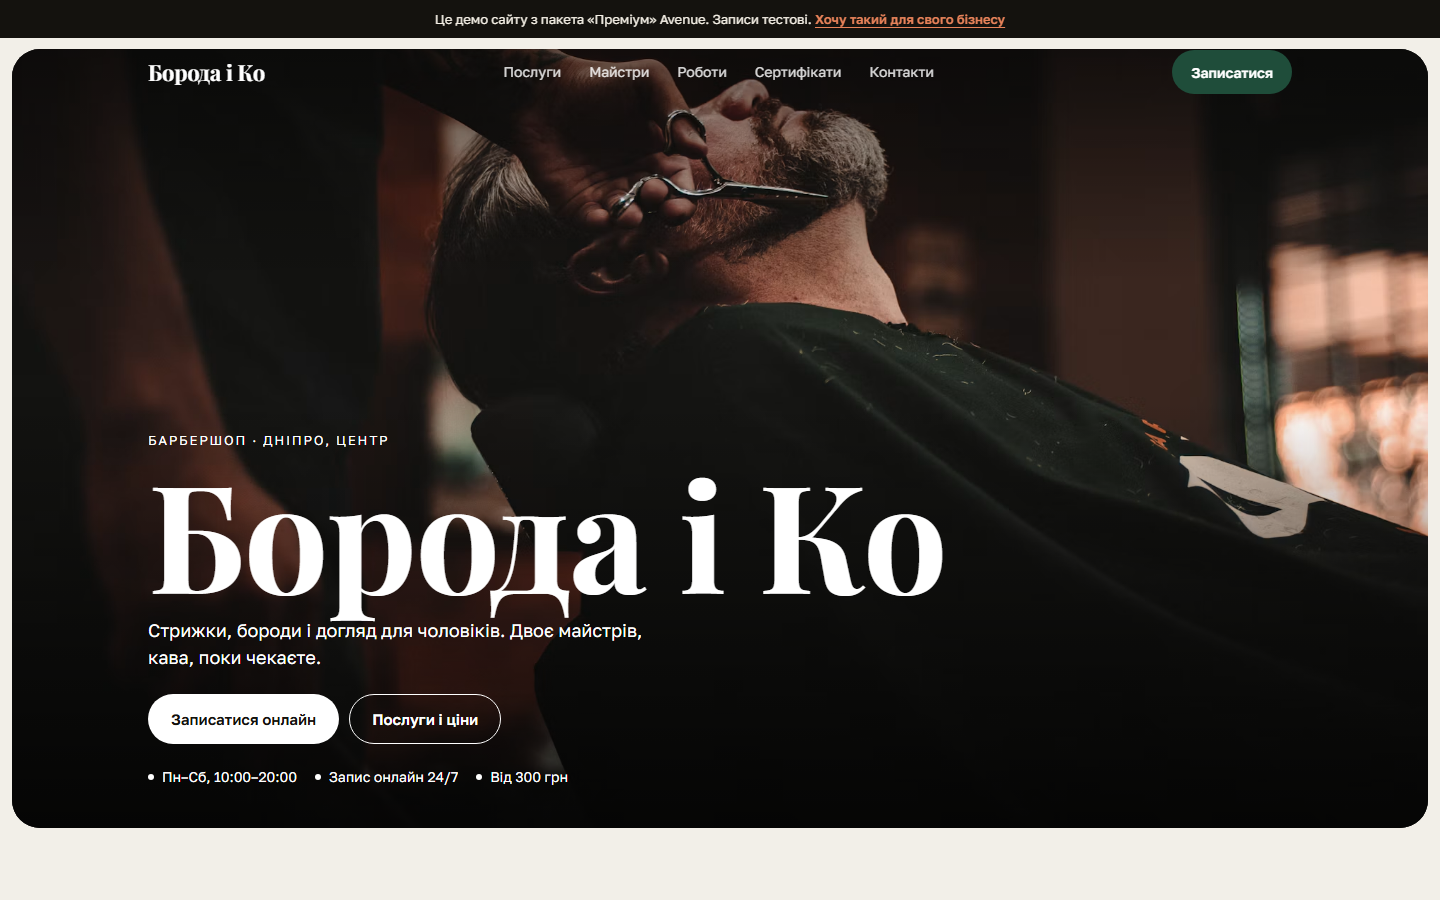 Це демо сайту з пакета «Преміум» Avenue. Записи тестові. Хочу такий для свого бізнесу
Борода і Ко
Послуги
Майстри
Роботи
Сертифікати
Контакти
Записатися
БАРБЕРШОП · ДНІПРО, ЦЕНТР
Борода і Ко
Стрижки, бороди і догляд для чоловіків. Двоє майстрів,
кава, поки чекаєте.
Записатися онлайн
Послуги і ціни
Пн–Сб, 10:00–20:00
Запис онлайн 24/7
Від 300 грн